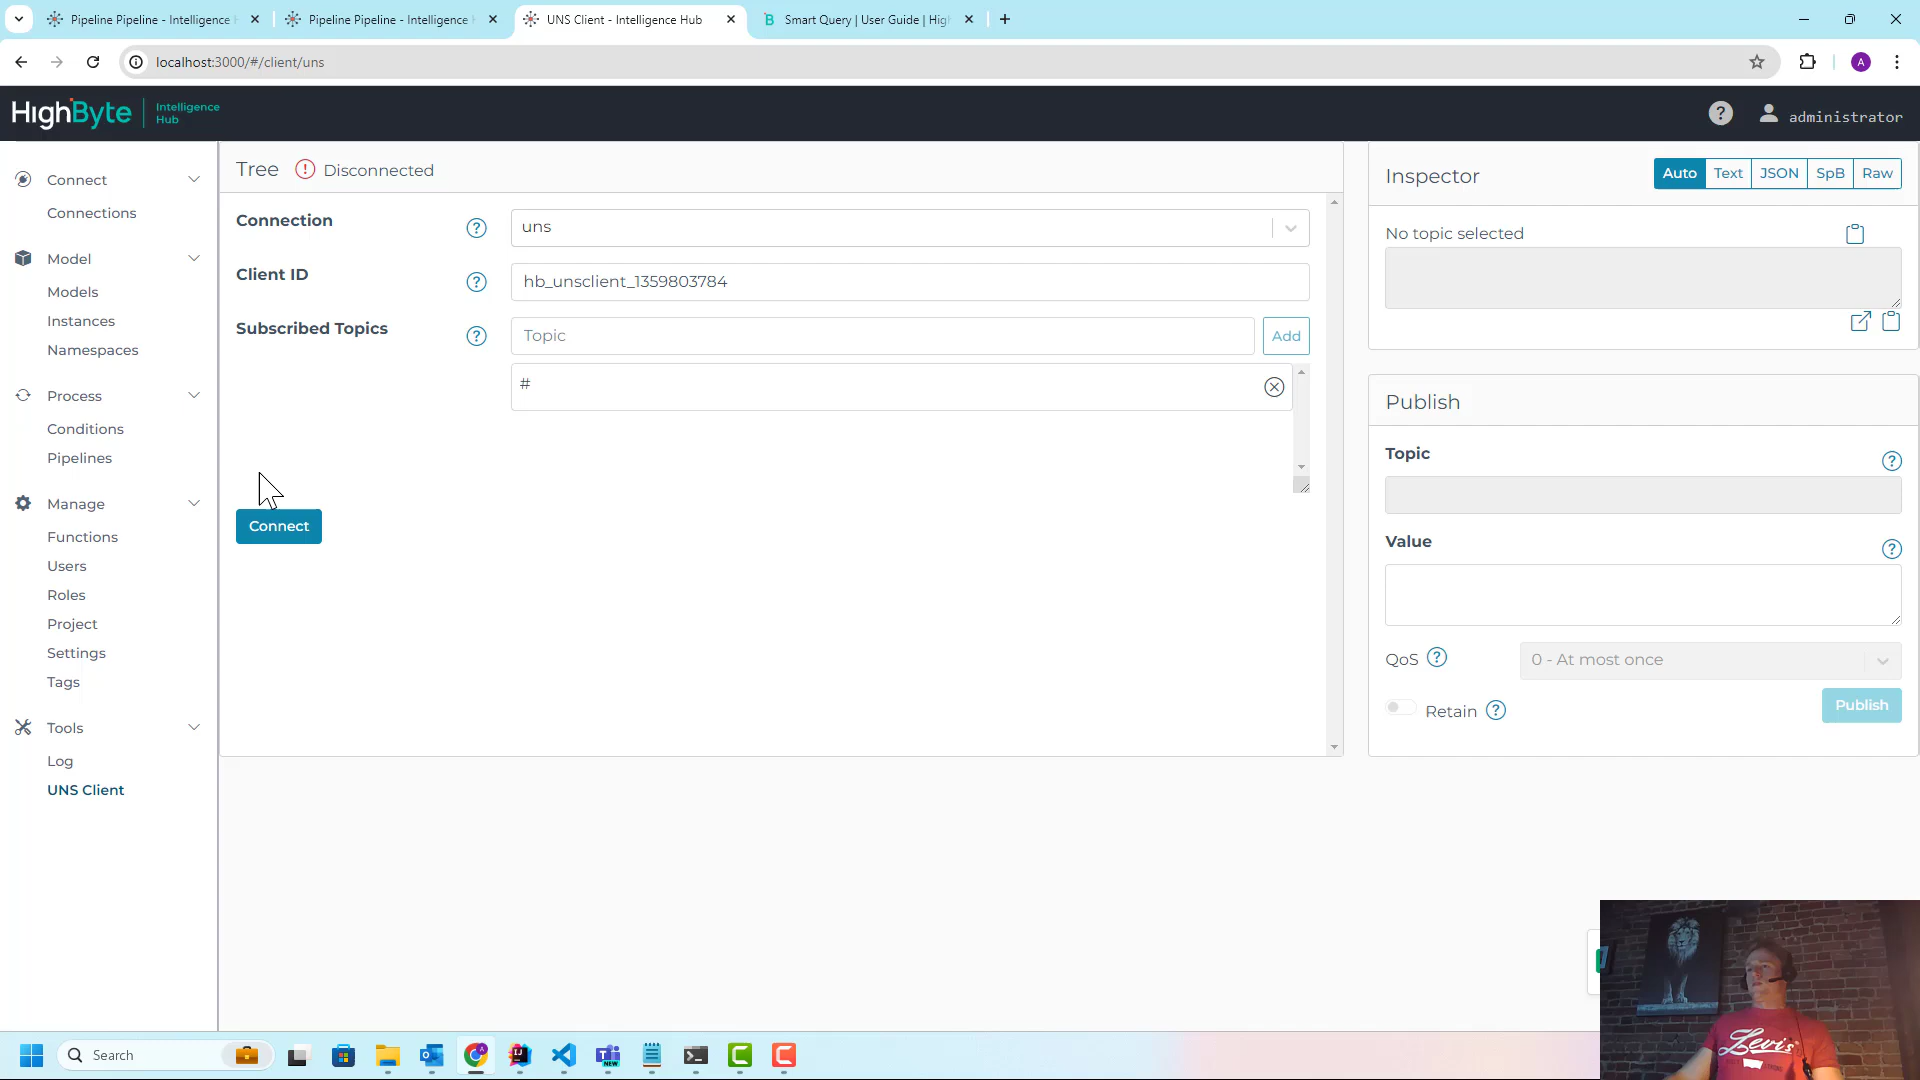 Pipeline Pipeline - Intelligence
Pipeline Pipeline - Intelligence
UNS Client - Intelligence Hub
Smart Query | User Guide | Hig
localhost:3000/#/client/uns
A
HighByte
Intelligence
Hub
?
administrator
Connect
Connections
Model
Models
Instances
Namespaces
Process
Conditions
Pipelines
Manage
Functions
Users
Roles
Project
Settings
Tags
Tools
Log
UNS Client
Tree
Disconnected
Connection
?
uns
Client ID
?
hb_unsclient_1359803784
Subscribed Topics
?
Topic
Add
#
Connect
Inspector
Auto
Text
JSON
SpB
Raw
No topic selected
Publish
Topic
?
Value
?
QoS
?
0 - At most once
Retain
?
Publish
Search
NEW
Levi's